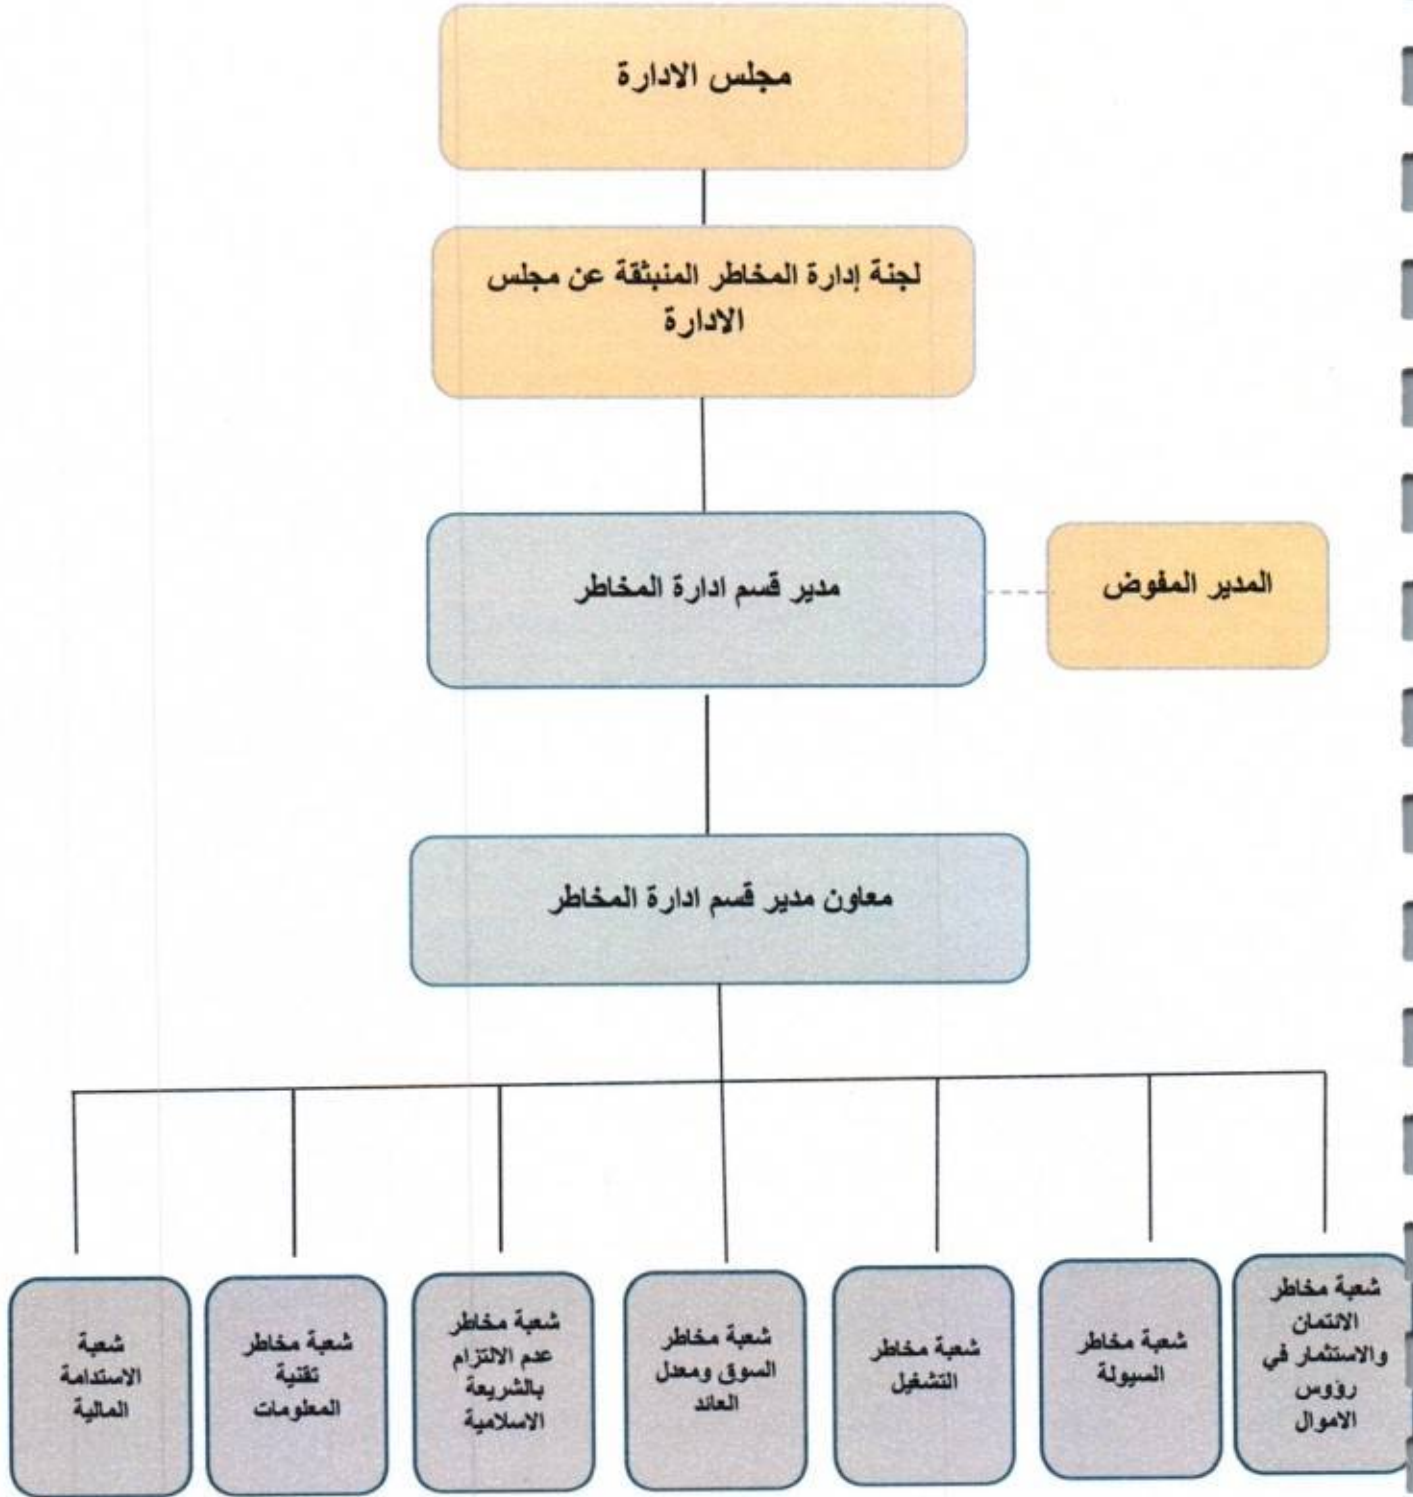 مجلس الادارة
لجنة إدارة المخاطر المنبثقة عن مجلس
الادارة
مدير قسم ادارة المخاطر
المدير المفوض
معاون مدير قسم ادارة المخاطر
شعبة مخاطر
الائتمان
والاستثمار في
رؤوس
الاموال
شعبة مخاطر
السيولة
شعبة مخاطر
التشغيل
شعبة مخاطر
السوق ومعدل
العائد
شعبة مخاطر
عدم الالتزام
بالشريعة
الاسلامية
شعبة مخاطر
تقنية
المعلومات
شعبة
الاستدامة
المالية